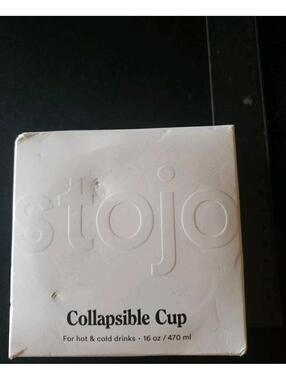 stojo
Collapsible Cup
For hot & cold drinks • 16 oz / 470 ml